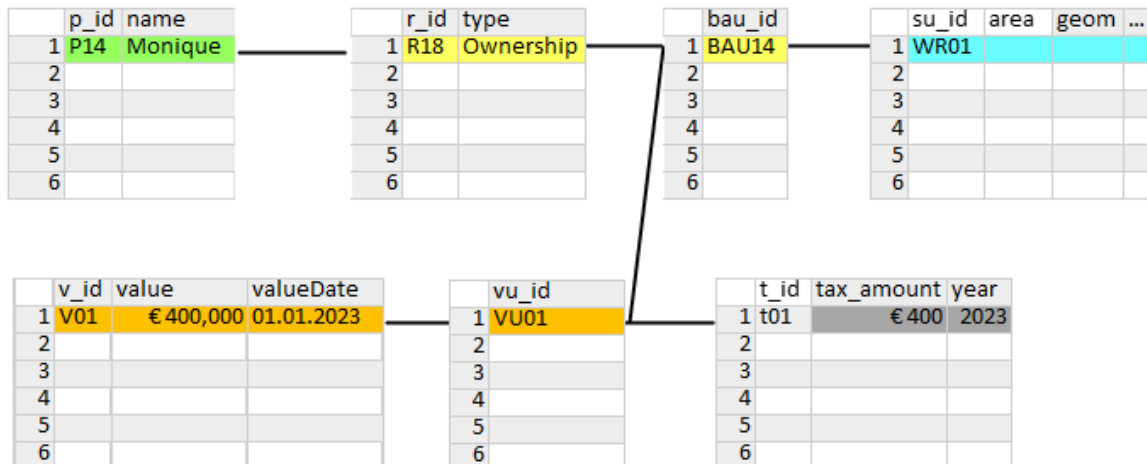 p_id name
1 P14 Monique
2
3
4
5
6
r_id type
1 R18 Ownership
2
3
4
5
6
bau_id
1 BAU14
2
3
4
5
6
su_id area geom ...
1 WR01
2
3
4
5
6
v_id value valueDate
1 V01 € 400,000 01.01.2023
2
3
4
5
6
vu_id
1 VU01
2
3
4
5
6
t_id tax_amount year
1 t01 € 400 2023
2
3
4
5
6